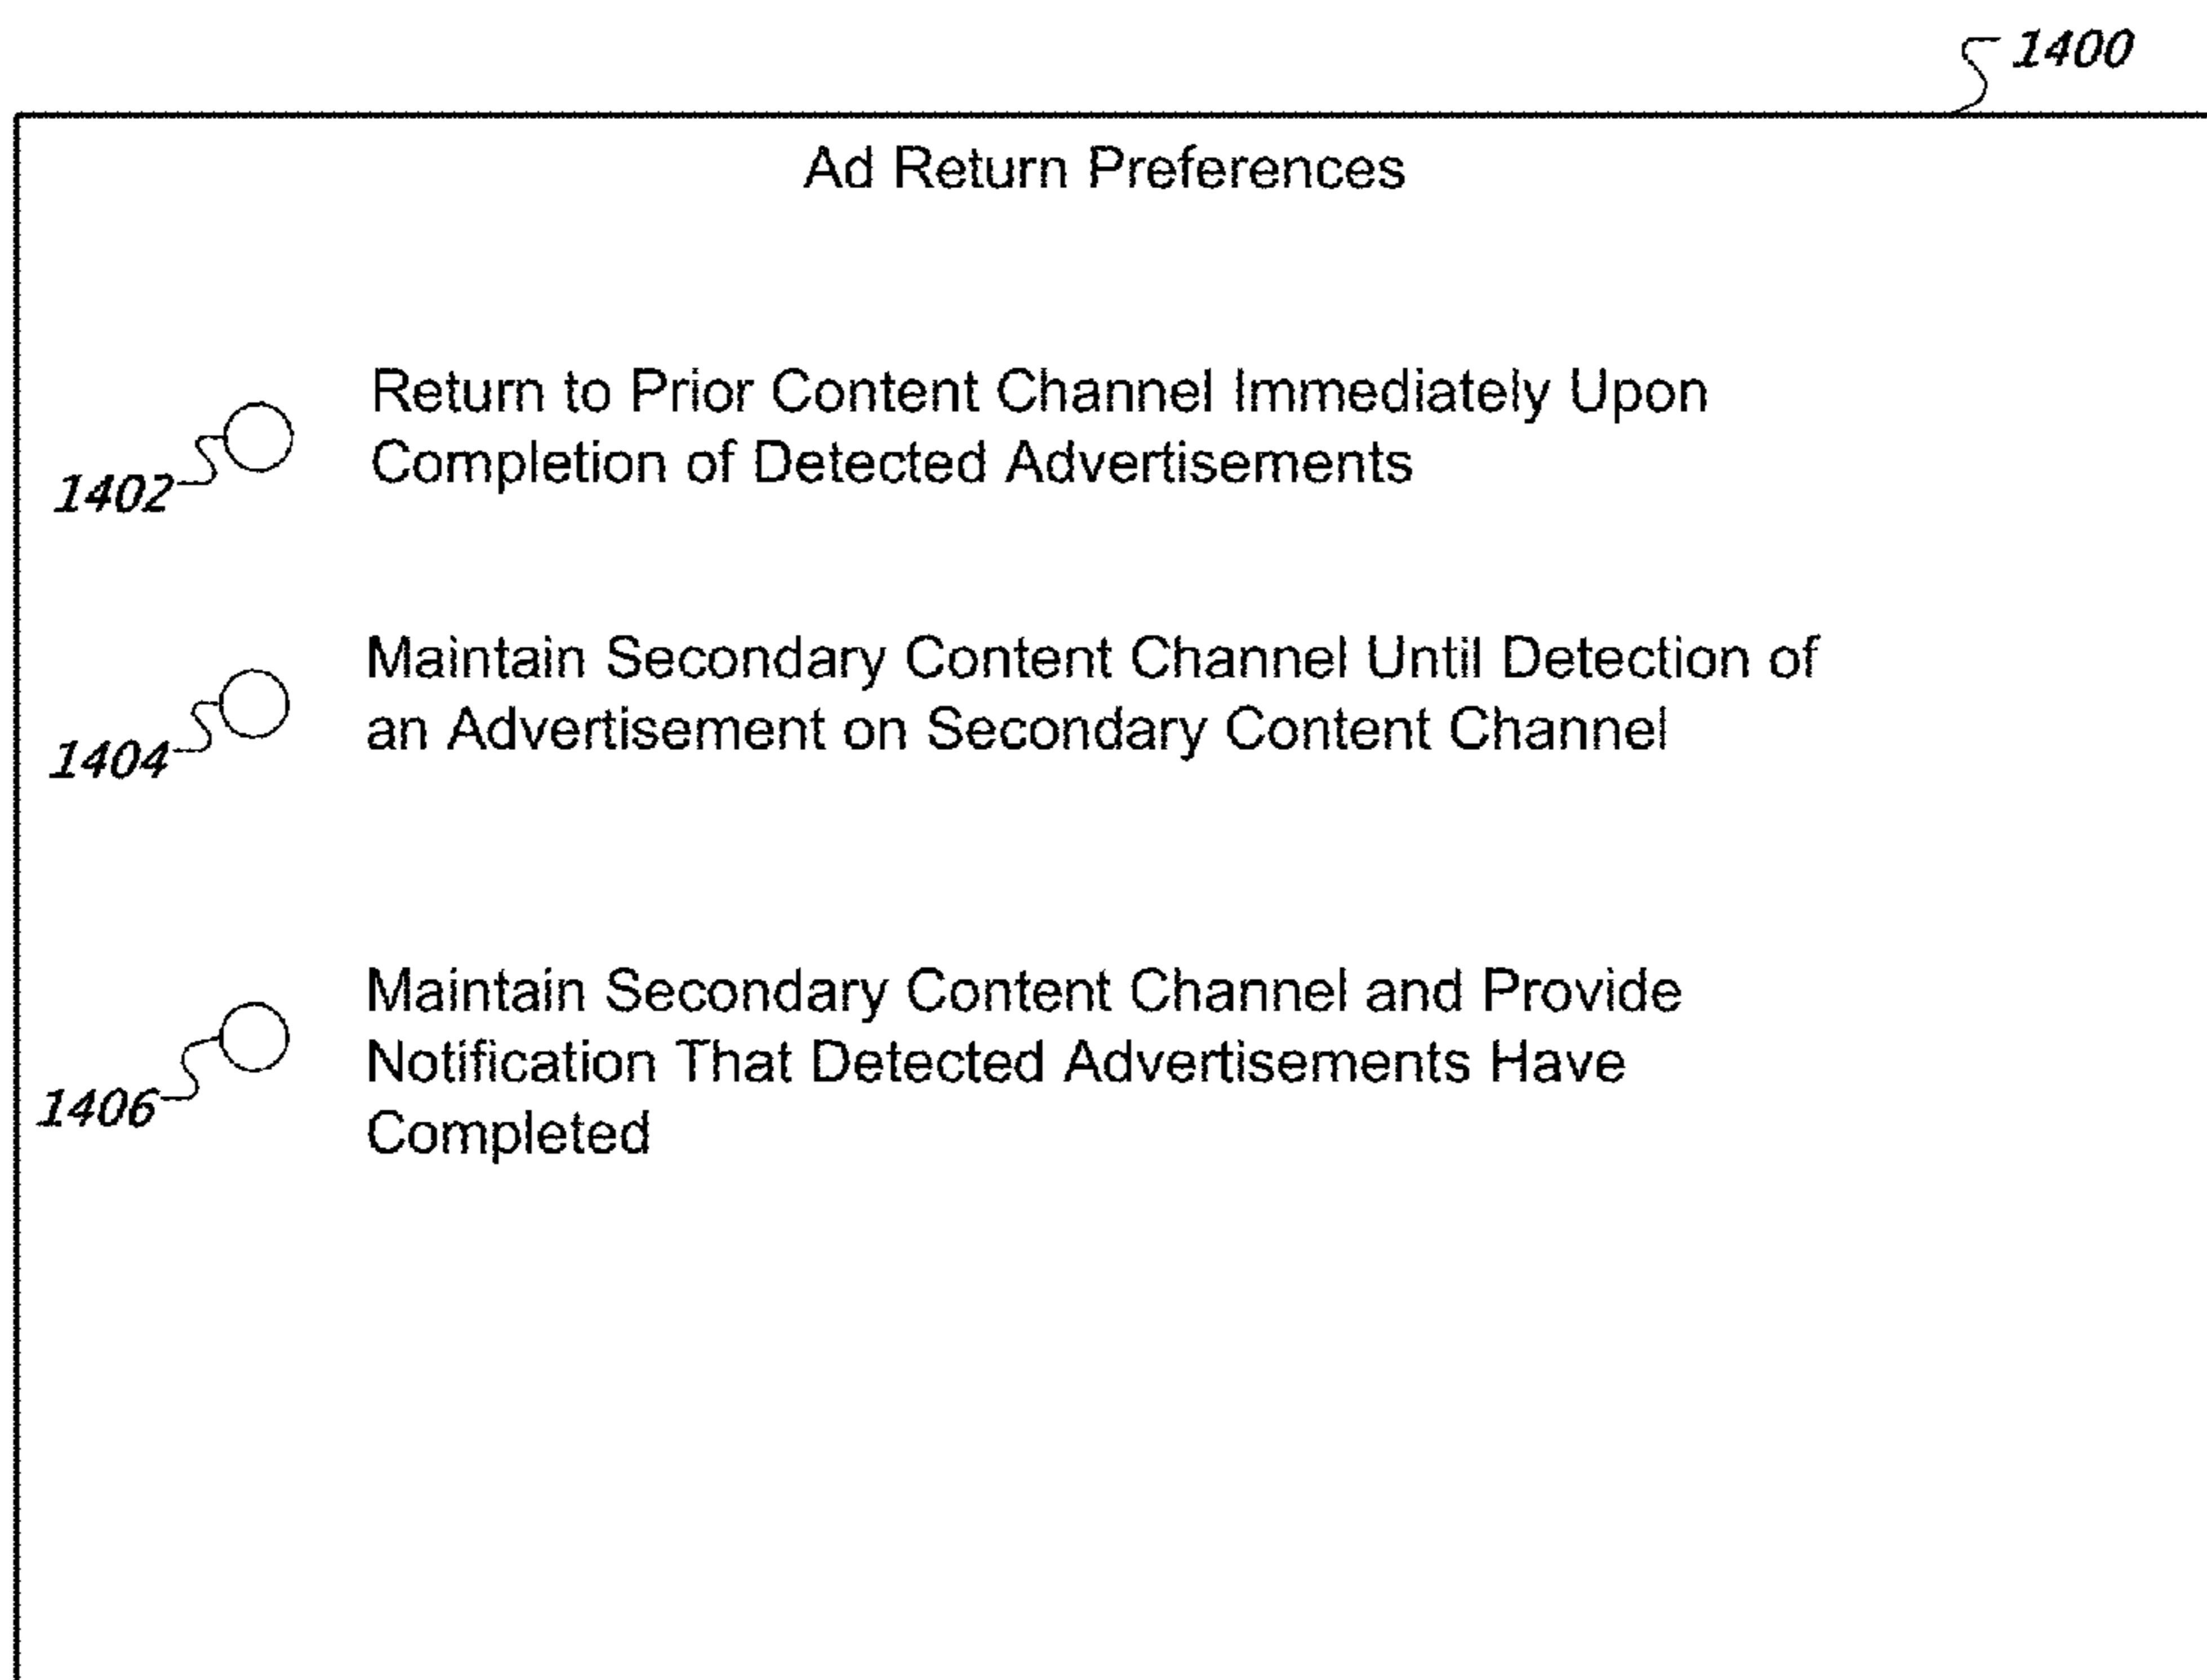 1400
Ad Return Preferences
Return to Prior Content Channel Immediately Upon
Completion of Detected Advertisements
1402
Maintain Secondary Content Channel Until Detection of
an Advertisement on Secondary Content Channel
1404
Maintain Secondary Content Channel and Provide
Notification That Detected Advertisements Have
Completed
1406